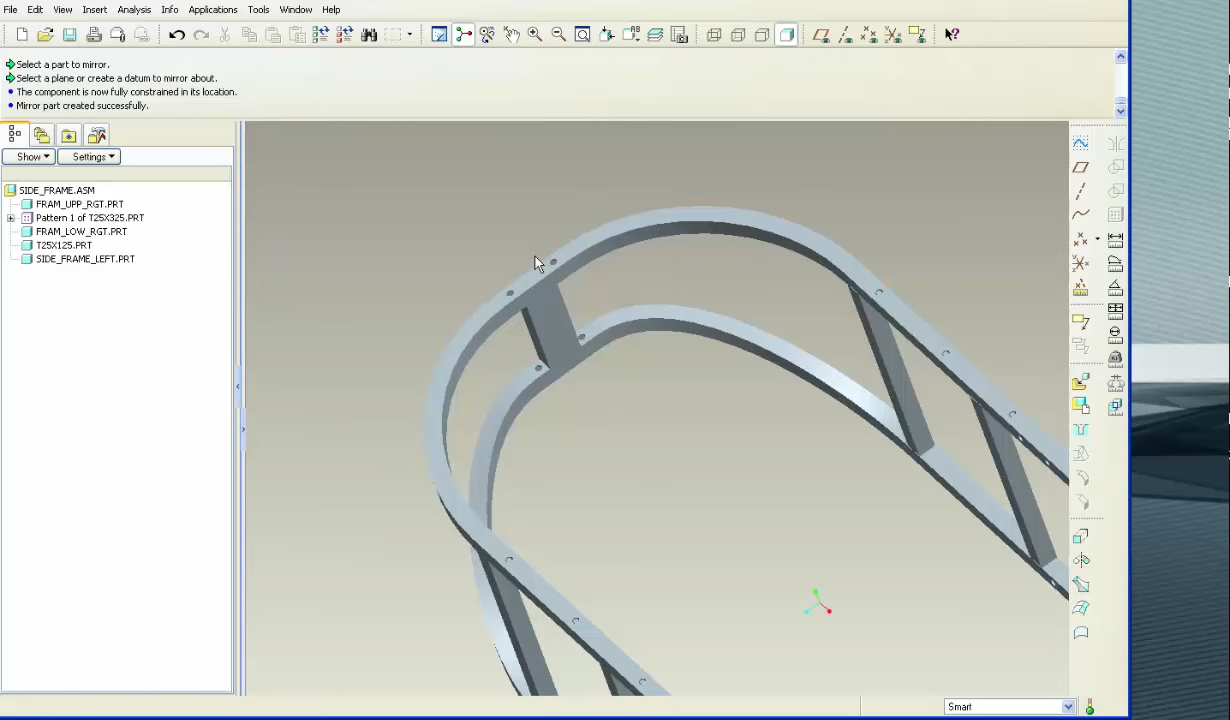 File Edit View Insert Analysis Info Applications Tools Window Help
Select a part to mirror.
Select a plane or create a datum to mirror about.
The component is now fully constrained in its location.
Mirror part created successfully.
Show Settings
SIDE_FRAME.ASM
FRAM_UPP_RGT.PRT
Pattern 1 of T25X325.PRT
FRAM_LOW_RGT.PRT
T25X125.PRT
SIDE_FRAME_LEFT.PRT
Smart